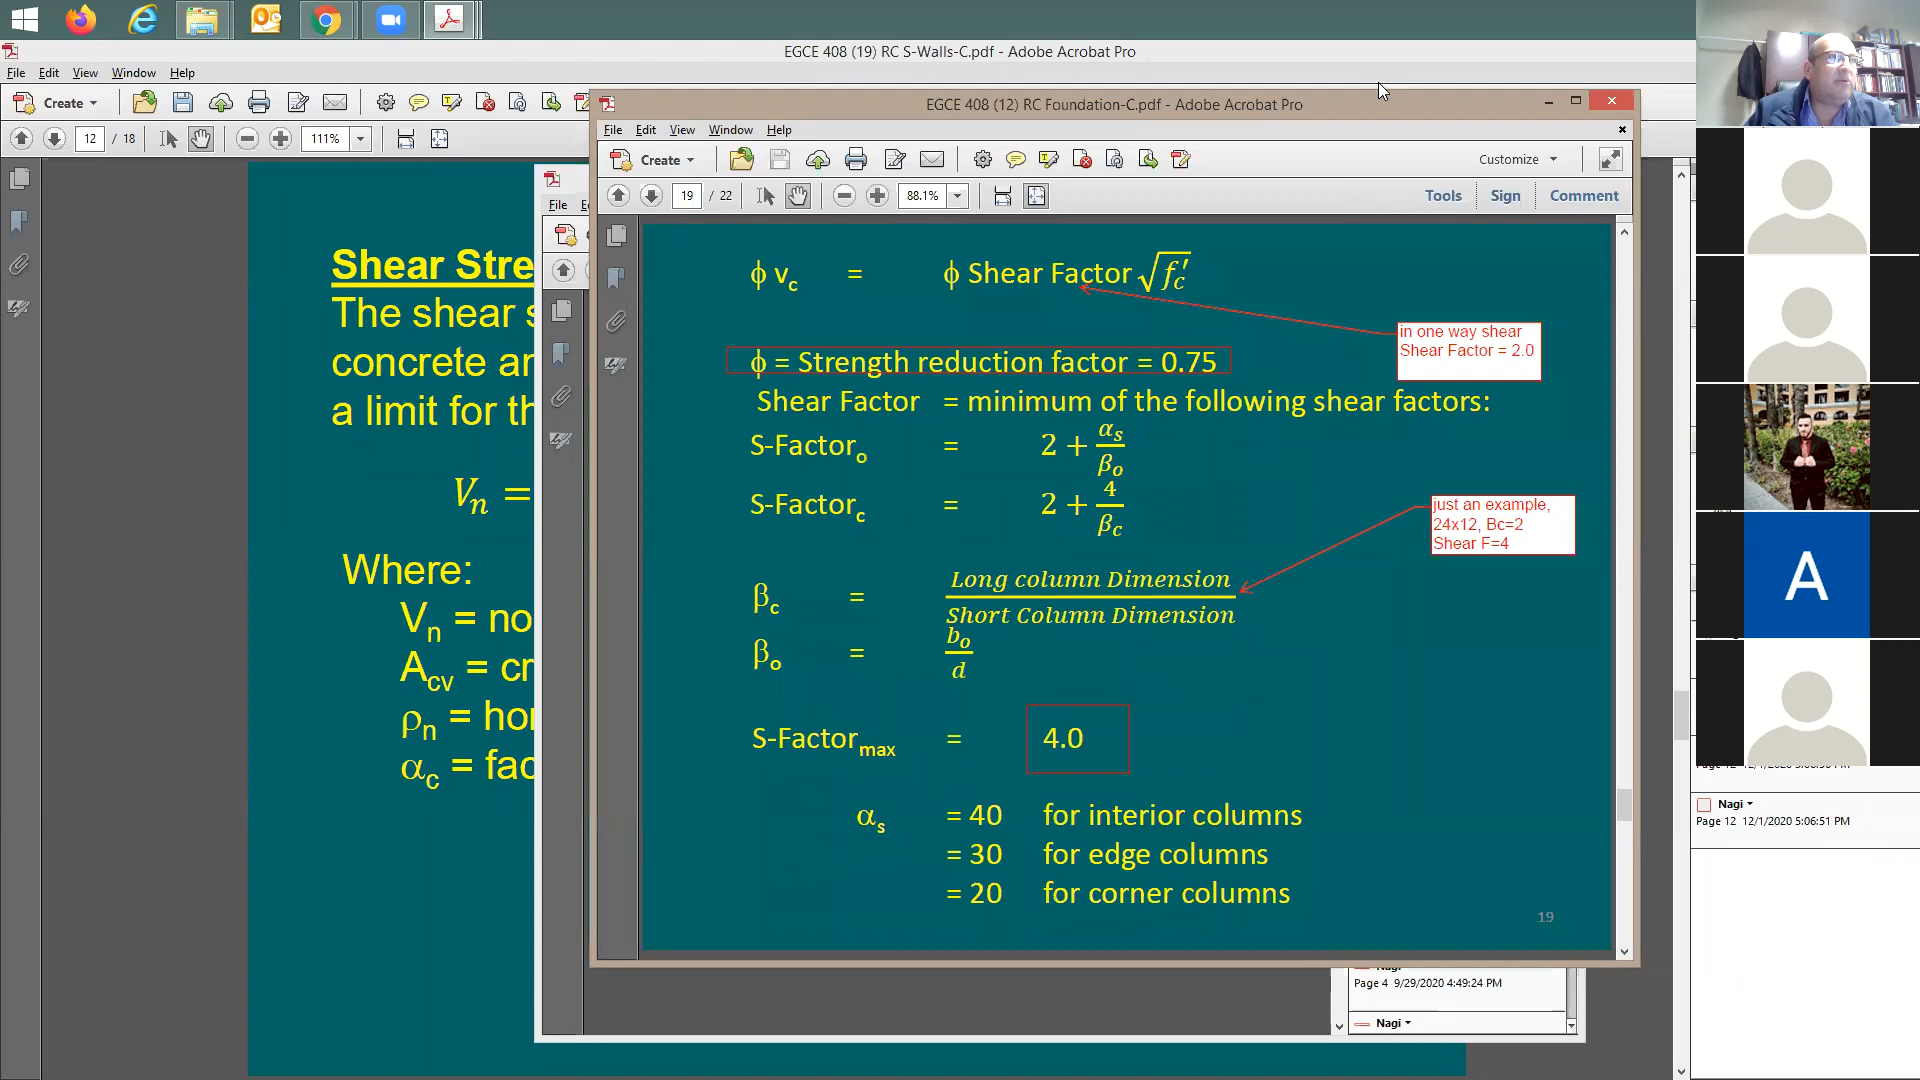 EGCE 408 (19) RC S-Walls-C.pdf - Adobe Acrobat Pro
File Edit View Window Help
Create
12 / 18 111%
EGCE 408 (12) RC Foundation-C.pdf - Adobe Acrobat Pro
File Edit View Window Help
Create Customize
19 / 22 88.1% Tools Sign Comment
File
Shear Stre
The shear s
concrete an
a limit for th
Vn =
Where:
Vn = no
Acv = cr
ρn = hor
αc = fac
ϕ vc = ϕ Shear Factor √f′c
in one way shear
Shear Factor = 2.0
ϕ = Strength reduction factor = 0.75
Shear Factor = minimum of the following shear factors:
S-Factoro = 2 + αs/βo
S-Factorc = 2 + 4/βc
just an example,
24x12, Bc=2
Shear F=4
βc = Long column Dimension
Short Column Dimension
βo = bo/d
S-Factormax = 4.0
αs = 40 for interior columns
= 30 for edge columns
= 20 for corner columns
19
A
Nagi
Page 12 12/1/2020 5:06:51 PM
Page 4 9/29/2020 4:49:24 PM
Nagi